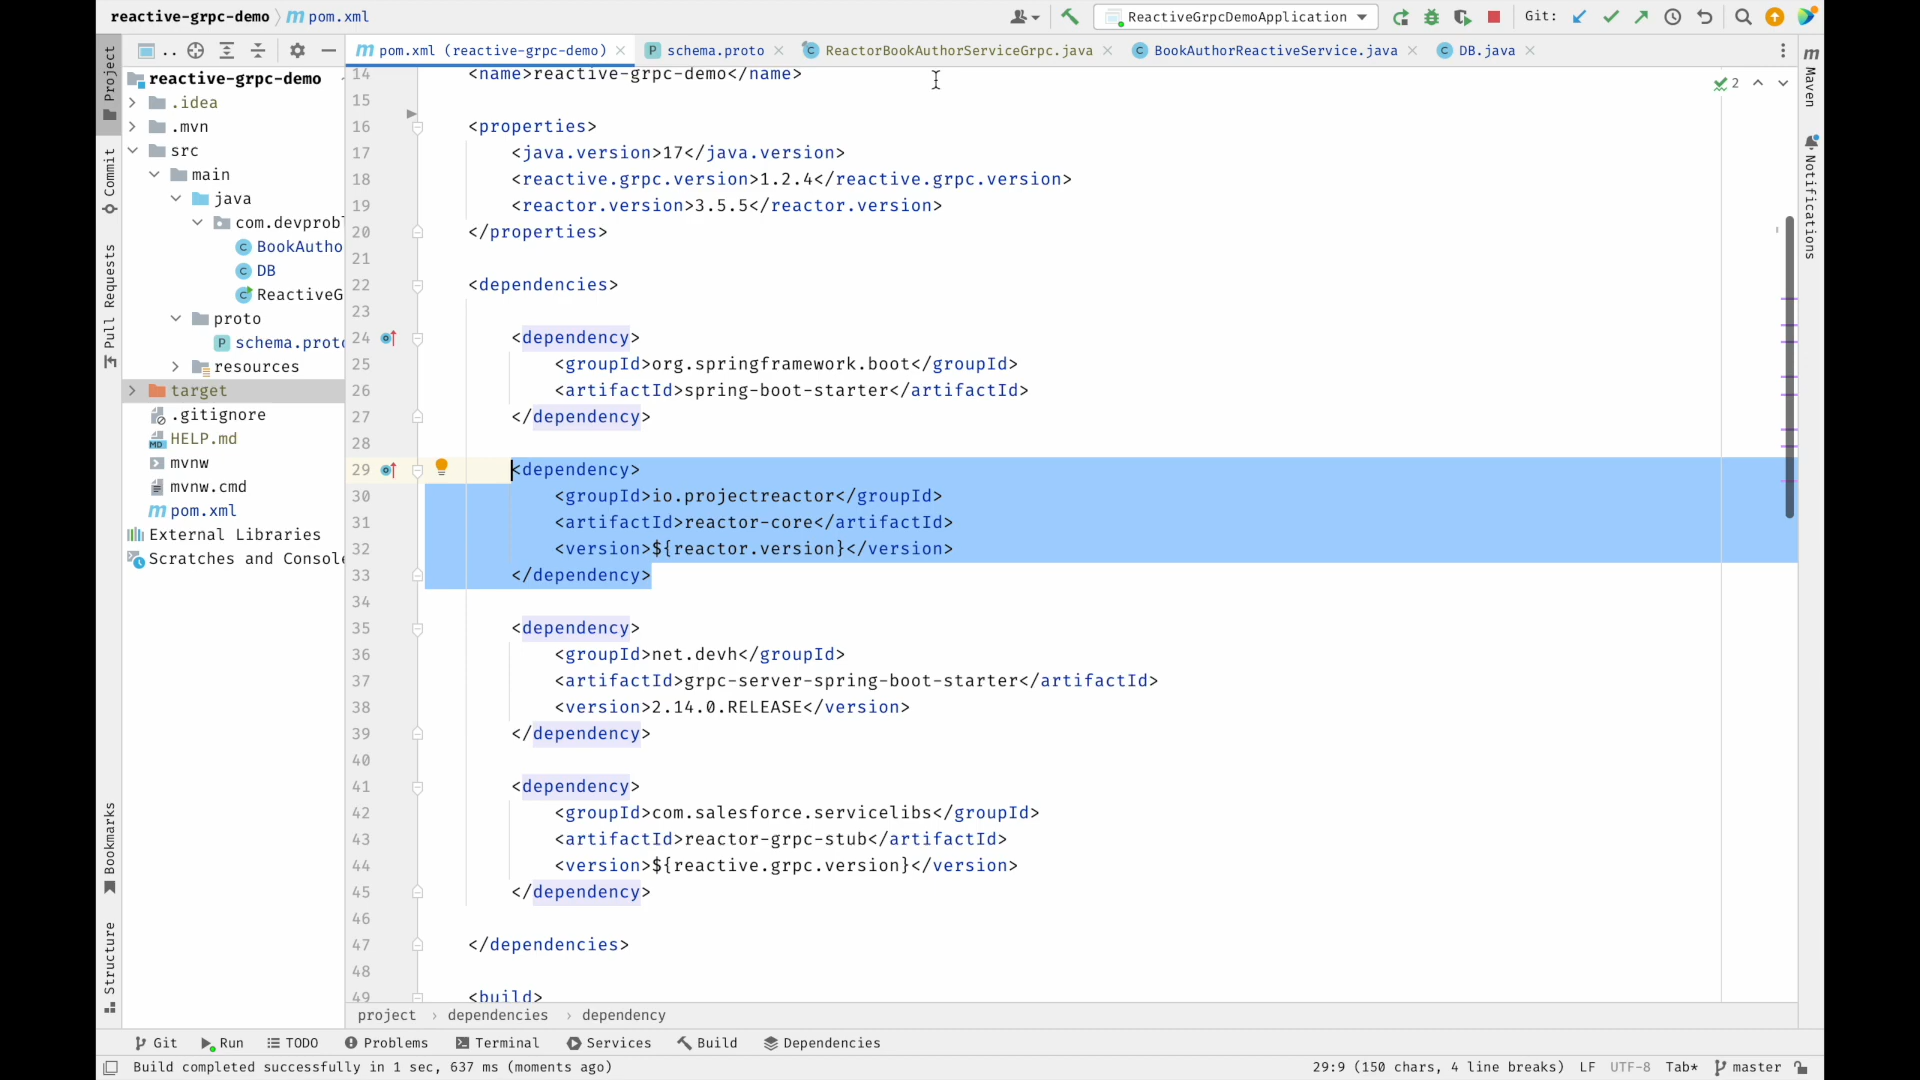 reactive-grpc-demo pom.xml
ReactiveGrpcDemoApplication
Git:
Project
Commit
Pull Requests
Bookmarks
Structure
reactive-grpc-demo
.idea
.mvn
src
main
java
com.devprobl
BookAutho
DB
ReactiveG
proto
schema.proto
resources
target
.gitignore
HELP.md
mvnw
mvnw.cmd
pom.xml
External Libraries
Scratches and Console
pom.xml (reactive-grpc-demo) schema.proto ReactorBookAuthorServiceGrpc.java BookAuthorReactiveService.java DB.java
2
14 <name>reactive-grpc-demo</name>
15
16 <properties>
17 <java.version>17</java.version>
18 <reactive.grpc.version>1.2.4</reactive.grpc.version>
19 <reactor.version>3.5.5</reactor.version>
20 </properties>
21
22 <dependencies>
23
24 <dependency>
25 <groupId>org.springframework.boot</groupId>
26 <artifactId>spring-boot-starter</artifactId>
27 </dependency>
28
29 <dependency>
30 <groupId>io.projectreactor</groupId>
31 <artifactId>reactor-core</artifactId>
32 <version>${reactor.version}</version>
33 </dependency>
34
35 <dependency>
36 <groupId>net.devh</groupId>
37 <artifactId>grpc-server-spring-boot-starter</artifactId>
38 <version>2.14.0.RELEASE</version>
39 </dependency>
40
41 <dependency>
42 <groupId>com.salesforce.servicelibs</groupId>
43 <artifactId>reactor-grpc-stub</artifactId>
44 <version>${reactive.grpc.version}</version>
45 </dependency>
46
47 </dependencies>
48
49 <build>
project dependencies dependency
Maven
Notifications
Git Run TODO Problems Terminal Services Build Dependencies
Build completed successfully in 1 sec, 637 ms (moments ago) 29:9 (150 chars, 4 line breaks) LF UTF-8 Tab* master